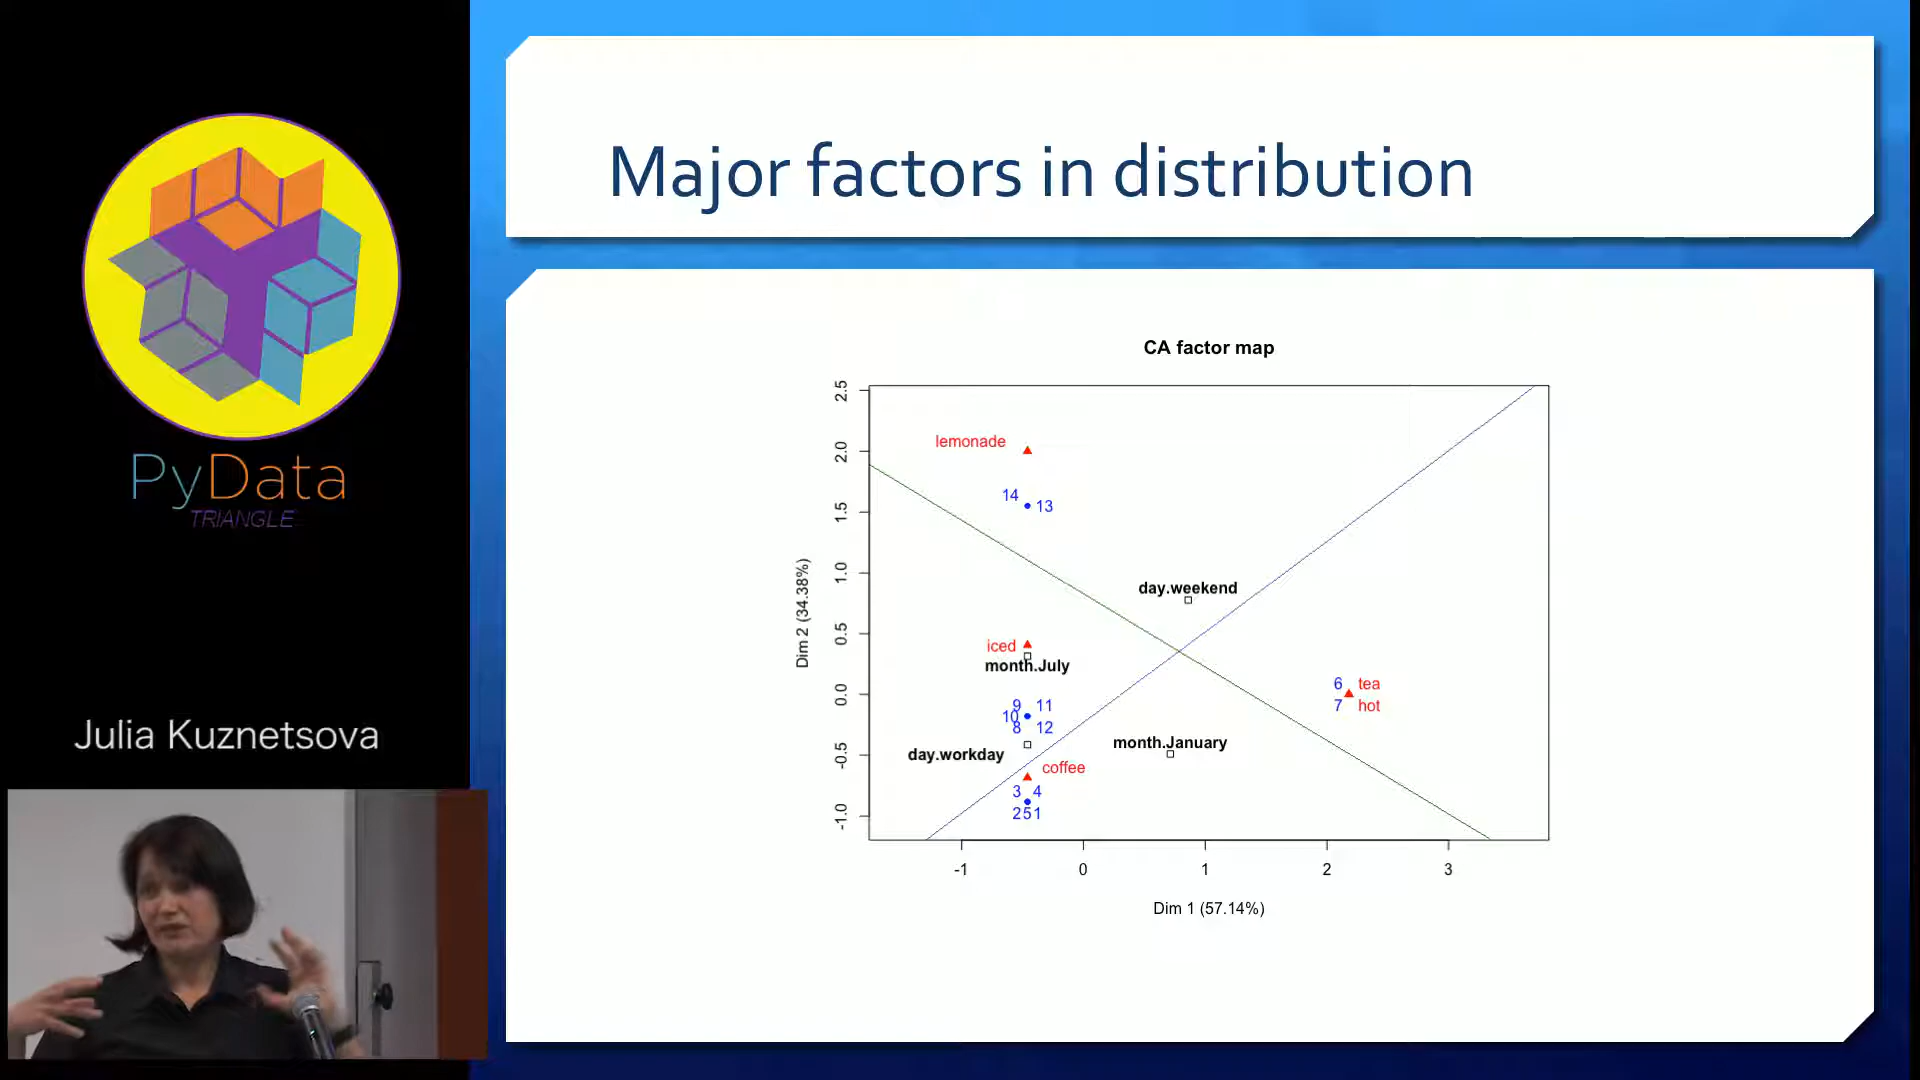 PyData
TRIANGLE
Julia Kuznetsova
Major factors in distribution
CA factor map
2.5
2.0
1.5
1.0
0.5
0.0
-0.5
-1.0
Dim 2 (34.38%)
lemonade
14
13
day.weekend
iced
month.July
6 tea
7 hot
9 11
10
8 12
day.workday
month.January
coffee
3 4
251
-1 0 1 2 3
Dim 1 (57.14%)